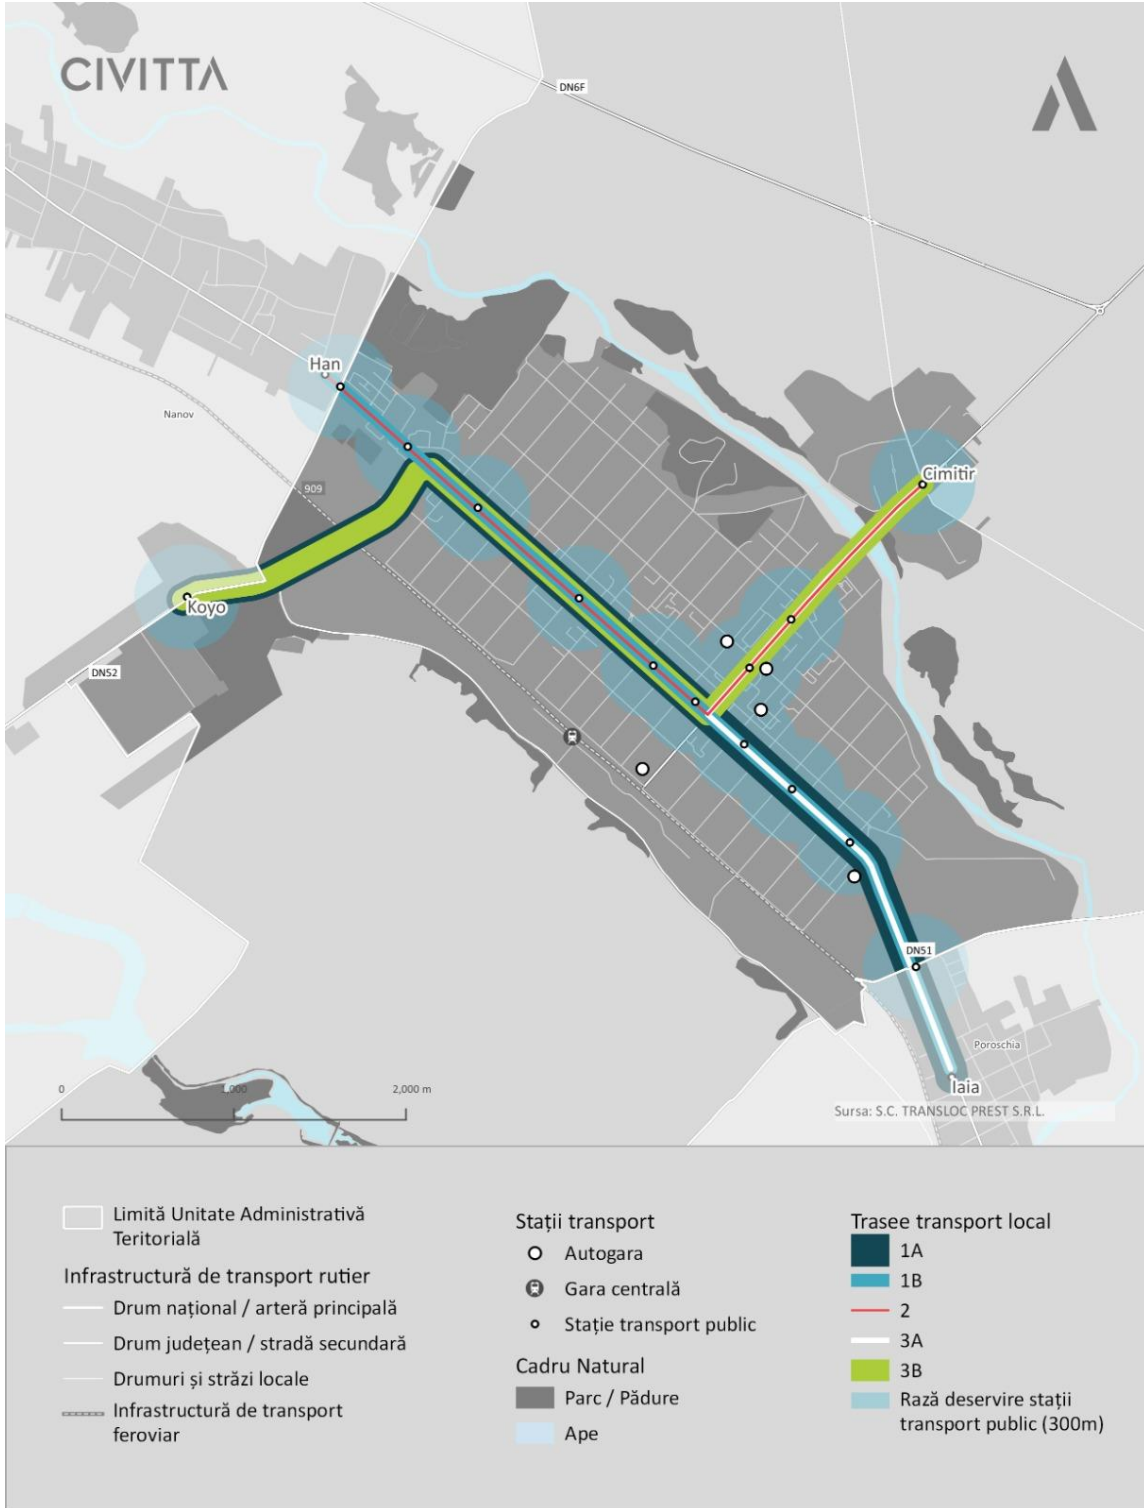 CIVITTA
DN6F
Han
Nanov
909
Cimitir
Koyo
DN52
DN51
Poroschia
Iaia
0
1,000
2,000 m
Sursa: S.C. TRANSLOC PREST S.R.L.
Limită Unitate Administrativă
Teritorială
Infrastructură de transport rutier
Drum național / arteră principală
Drum județean / stradă secundară
Drumuri și străzi locale
Infrastructură de transport
feroviar
Stații transport
Autogara
Gara centrală
Stație transport public
Cadru Natural
Parc / Pădure
Ape
Trasee transport local
1A
1B
2
3A
3B
Rază deservire stații
transport public (300m)